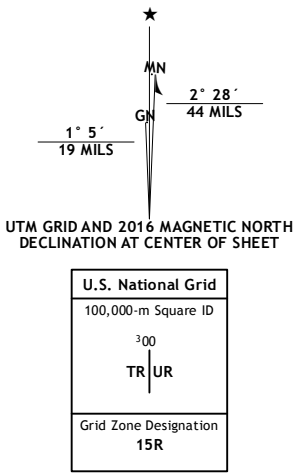 MN
2° 28´
44 MILS
GN
1° 5´
19 MILS
UTM GRID AND 2016 MAGNETIC NORTH
DECLINATION AT CENTER OF SHEET
U.S. National Grid
100,000-m Square ID
³00
TR UR
Grid Zone Designation
15R